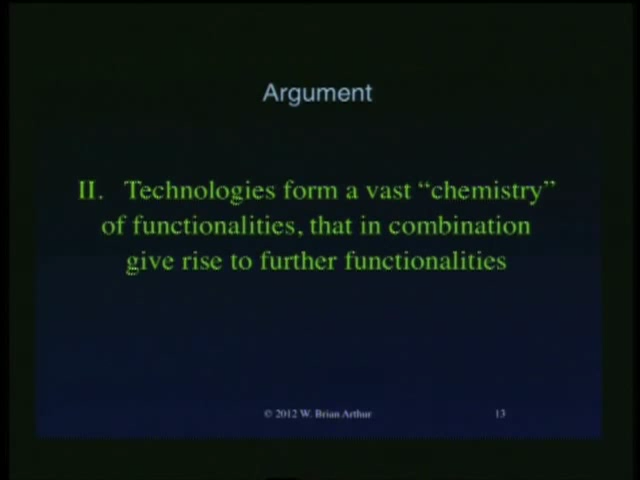 Argument
II. Technologies form a vast “chemistry”
of functionalities, that in combination
give rise to further functionalities
© 2012 W. Brian Arthur 13